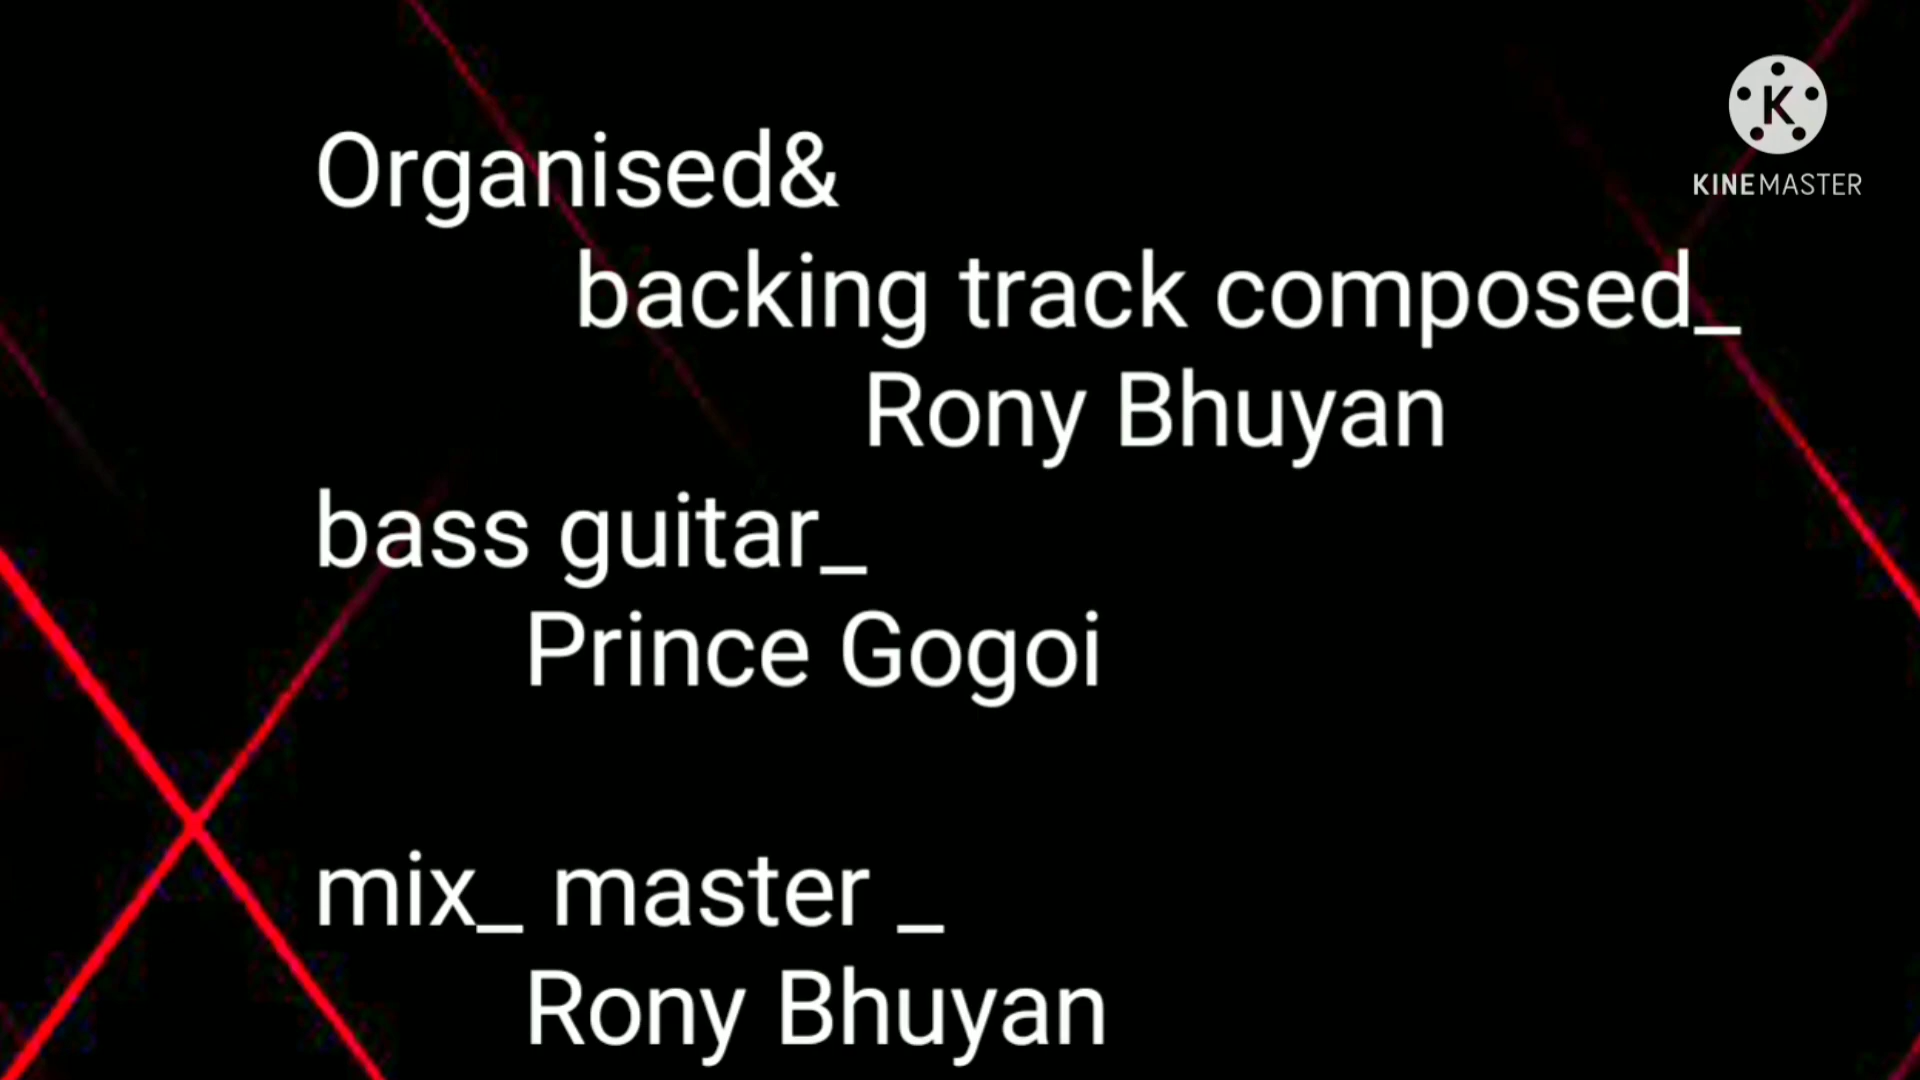 Organised&
backing track composed_
Rony Bhuyan
bass guitar_
Prince Gogoi
mix_ master _
Rony Bhuyan
K
KINEMASTER